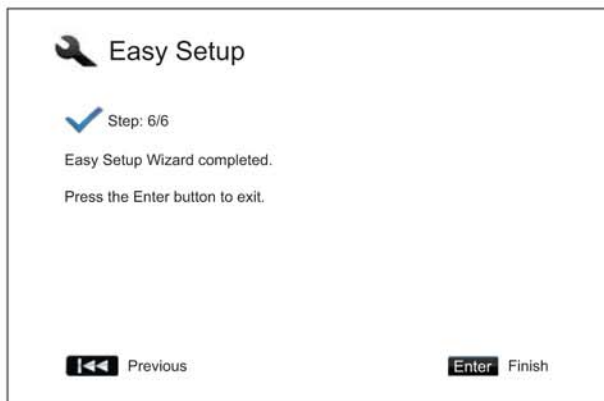 Easy Setup
Step: 6/6
Easy Setup Wizard completed.
Press the Enter button to exit.
Previous
Enter Finish